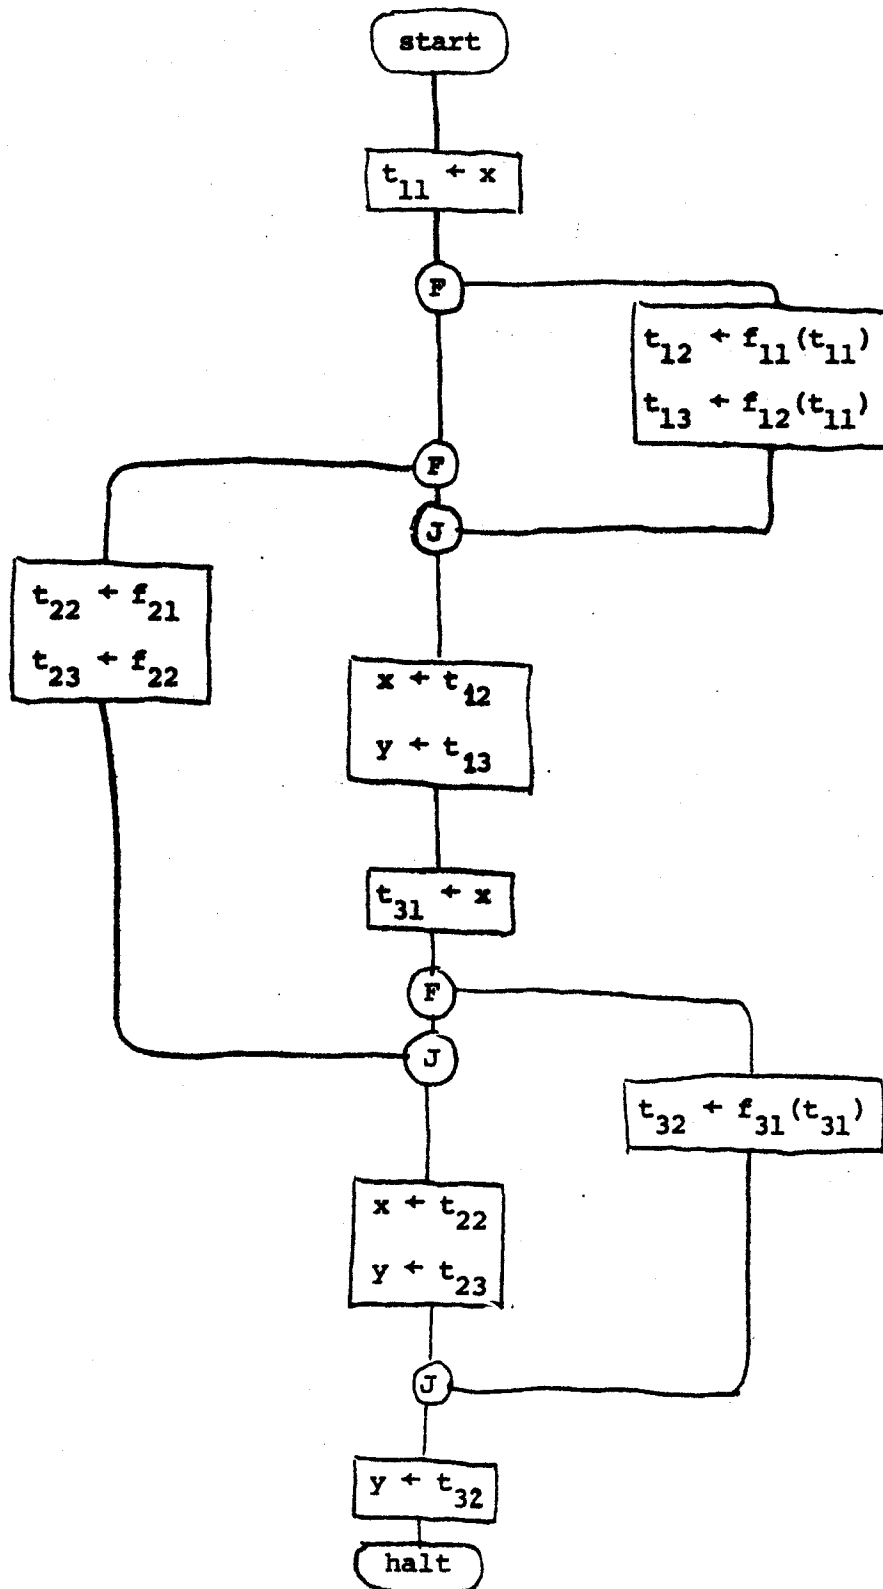 start
t11 ← x
F
t12 ← f11(t11)
t13 ← f12(t11)
F
J
t22 ← f21
t23 ← f22
x ← t12
y ← t13
t31 ← x
F
J
t32 ← f31(t31)
x ← t22
y ← t23
J
y ← t32
halt